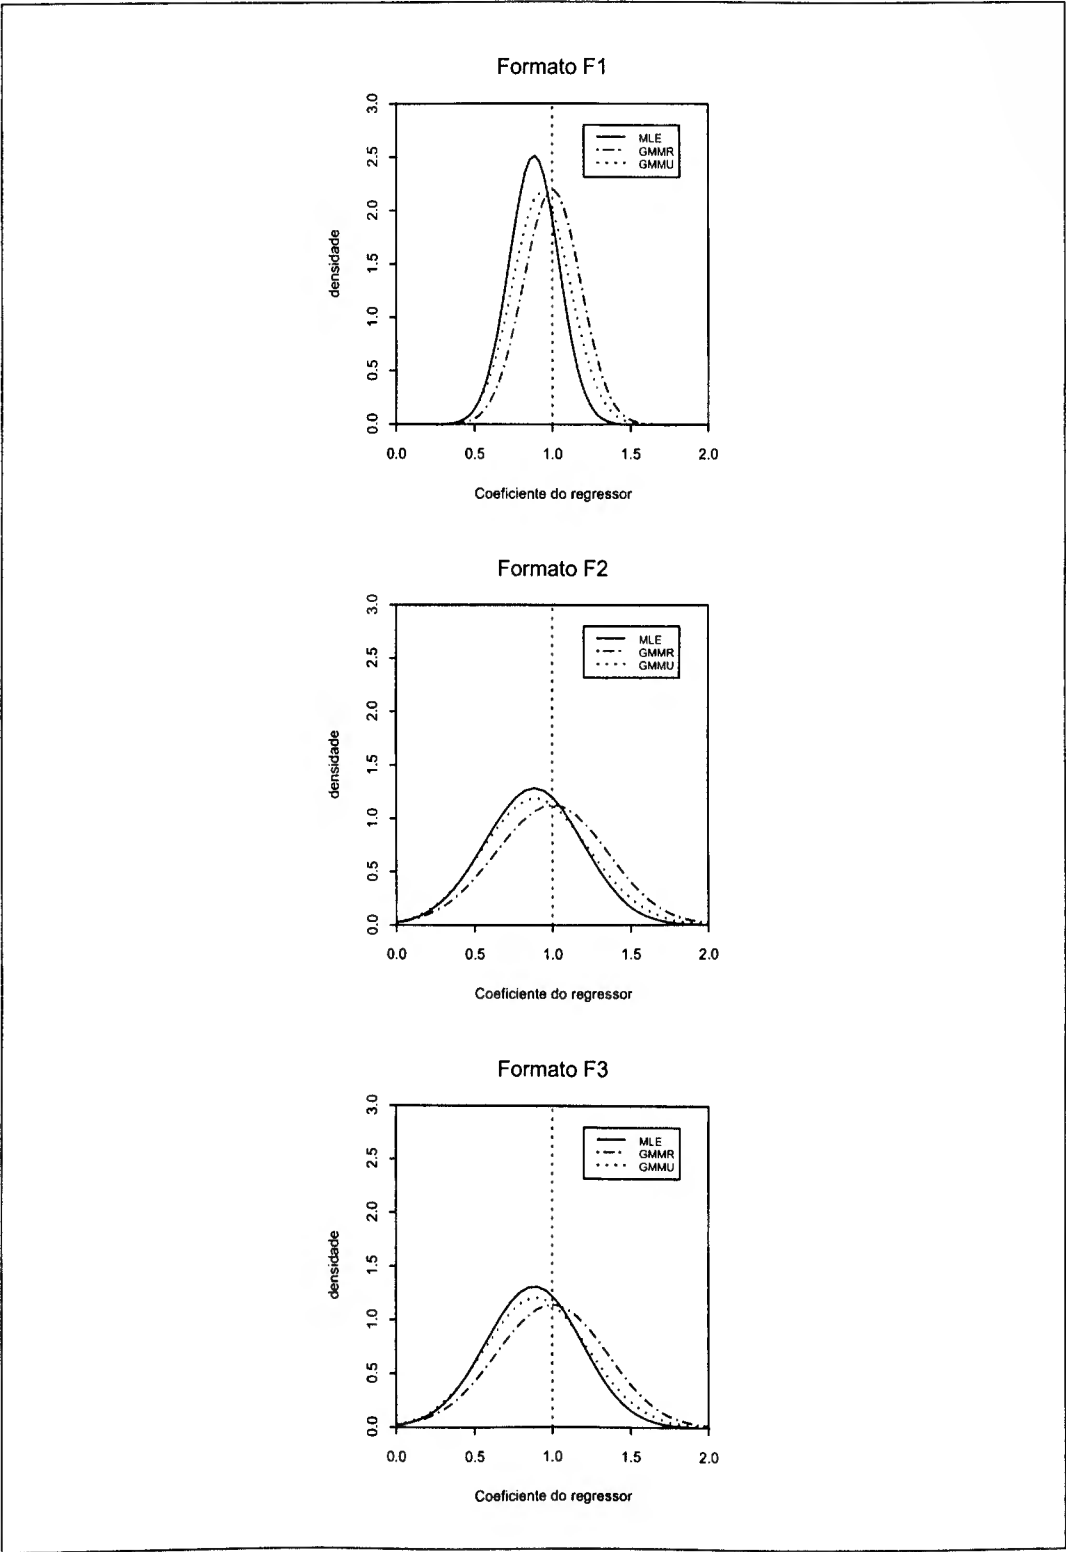 Formato F1
3.0
2.5
2.0
1.5
1.0
0.5
0.0
densidade
MLE
GMMR
GMMU
0.0 0.5 1.0 1.5 2.0
Coeficiente do regressor
Formato F2
3.0
2.5
2.0
1.5
1.0
0.5
0.0
densidade
MLE
GMMR
GMMU
0.0 0.5 1.0 1.5 2.0
Coeficiente do regressor
Formato F3
3.0
2.5
2.0
1.5
1.0
0.5
0.0
densidade
MLE
GMMR
GMMU
0.0 0.5 1.0 1.5 2.0
Coeficiente do regressor